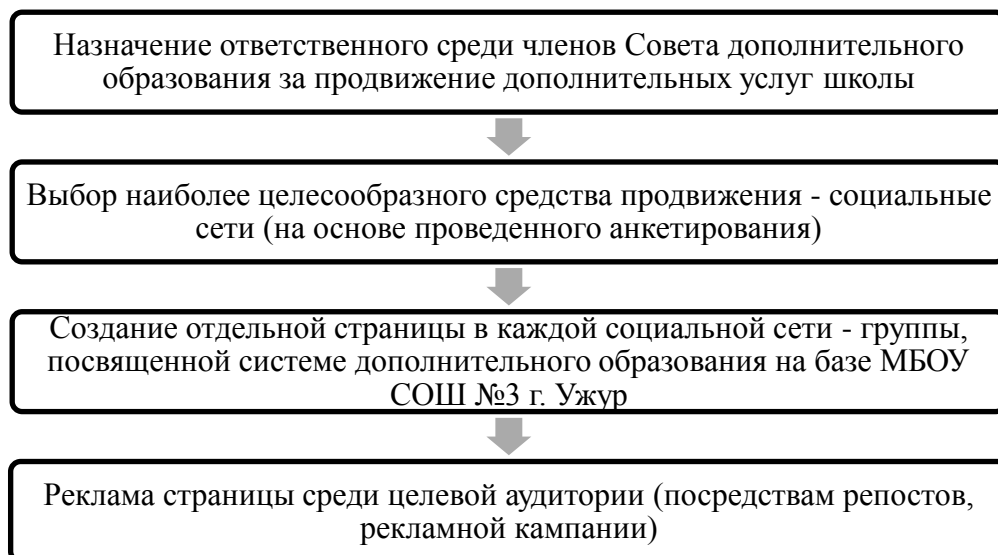 Назначение ответственного среди членов Совета дополнительного
образования за продвижение дополнительных услуг школы
Выбор наиболее целесообразного средства продвижения - социальные
сети (на основе проведенного анкетирования)
Создание отдельной страницы в каждой социальной сети - группы,
посвященной системе дополнительного образования на базе МБОУ
СОШ №3 г. Ужур
Реклама страницы среди целевой аудитории (посредствам репостов,
рекламной кампании)